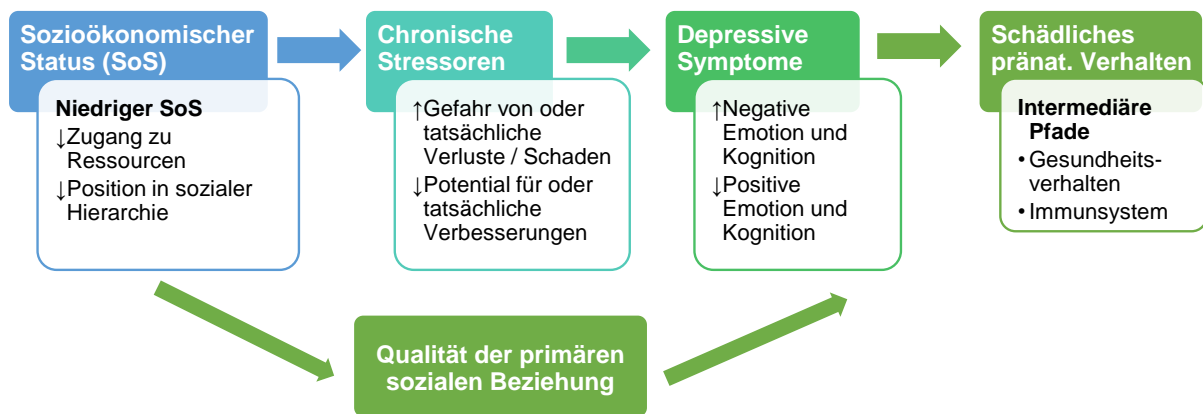 Sozioökonomischer
Status (SoS)
Niedriger SoS
↓Zugang zu
Ressourcen
↓Position in sozialer
Hierarchie
Chronische
Stressoren
↑Gefahr von oder
tatsächliche
Verluste / Schaden
↓Potential für oder
tatsächliche
Verbesserungen
Depressive
Symptome
↑Negative
Emotion und
Kognition
↓Positive
Emotion und
Kognition
Schädliches
pränat. Verhalten
Intermediäre
Pfade
• Gesundheits-
verhalten
• Immunsystem
Qualität der primären
sozialen Beziehung